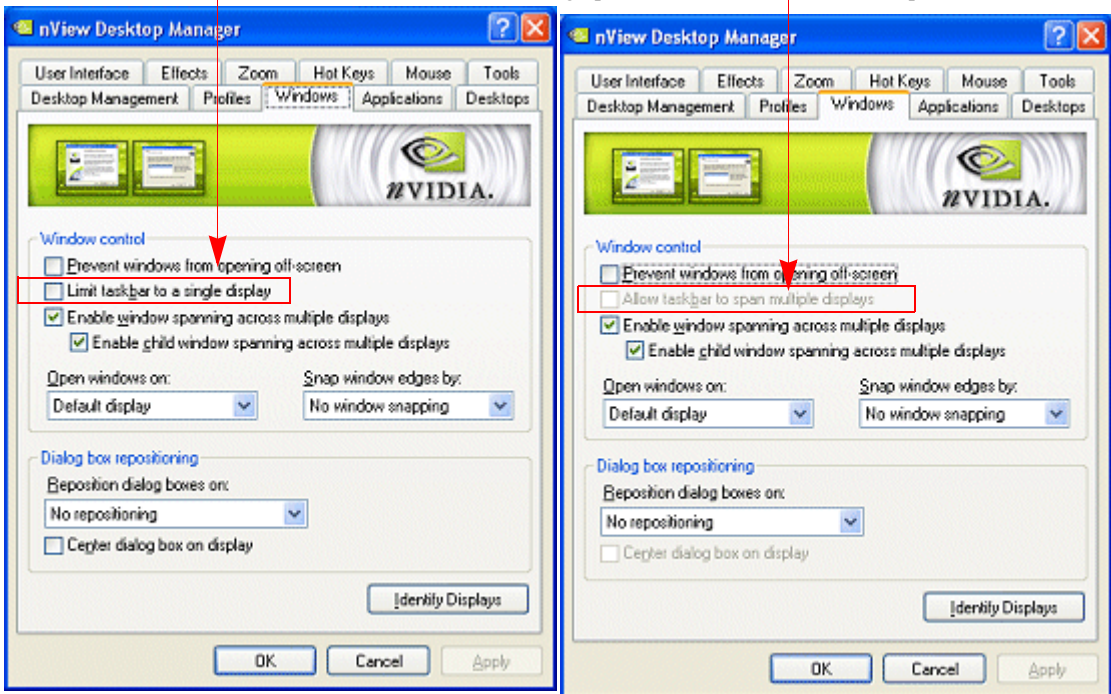 nView Desktop Manager
User Interface Effects Zoom Hot Keys Mouse Tools
Desktop Management Profiles Windows Applications Desktops
nVIDIA.
Window control
Prevent windows from opening off-screen
Limit taskbar to a single display
Enable window spanning across multiple displays
Enable child window spanning across multiple displays
Open windows on: Snap window edges by:
Default display No window snapping
Dialog box repositioning
Reposition dialog boxes on:
No repositioning
Center dialog box on display
Identify Displays
OK Cancel Apply
nView Desktop Manager
User Interface Effects Zoom Hot Keys Mouse Tools
Desktop Management Profiles Windows Applications Desktops
nVIDIA.
Window control
Prevent windows from opening off-screen
Allow taskbar to span multiple displays
Enable window spanning across multiple displays
Enable child window spanning across multiple displays
Open windows on: Snap window edges by:
Default display No window snapping
Dialog box repositioning
Reposition dialog boxes on:
No repositioning
Center dialog box on display
Identify Displays
OK Cancel Apply